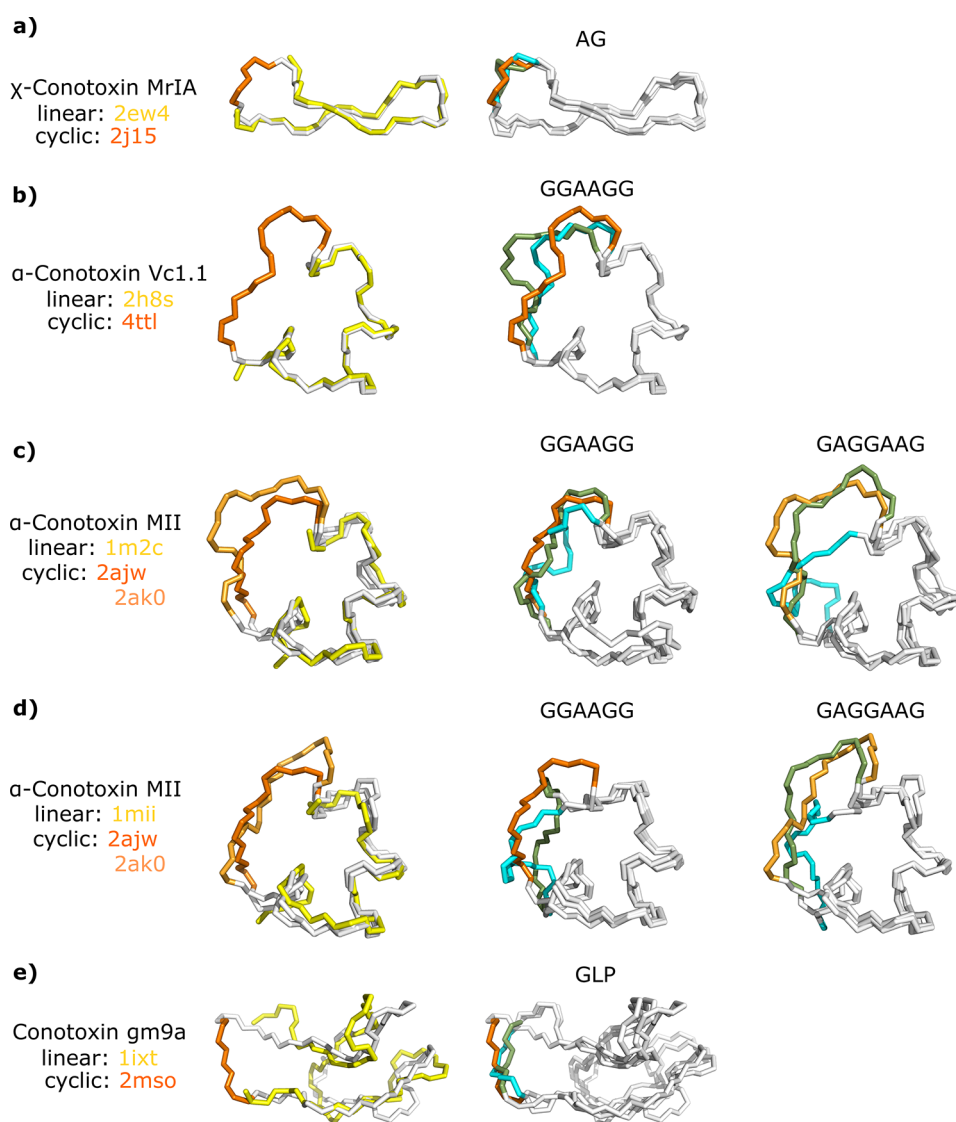 a)
AG
χ-Conotoxin MrIA
linear: 2ew4
cyclic: 2j15
b)
GGAAGG
α-Conotoxin Vc1.1
linear: 2h8s
cyclic: 4ttl
c)
GGAAGG
GAGGAAG
α-Conotoxin MII
linear: 1m2c
cyclic: 2ajw
2ak0
d)
GGAAGG
GAGGAAG
α-Conotoxin MII
linear: 1mii
cyclic: 2ajw
2ak0
e)
GLP
Conotoxin gm9a
linear: 1ixt
cyclic: 2mso